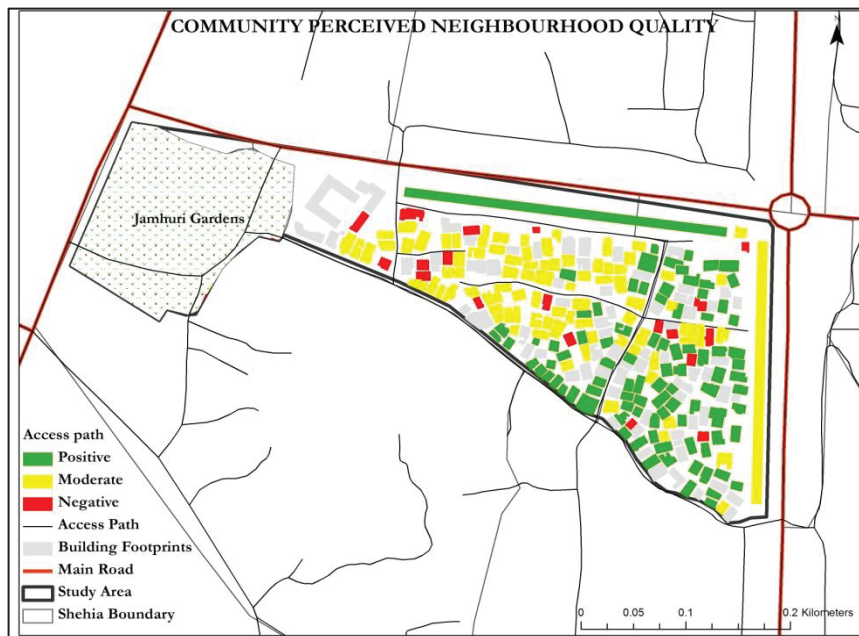 COMMUNITY PERCEIVED NEIGHBOURHOOD QUALITY
Jamhuri Gardens
Access path
Positive
Moderate
Negative
Access Path
Building Footprints
Main Road
Study Area
Shehia Boundary
0 0.05 0.1 0.2 Kilometers